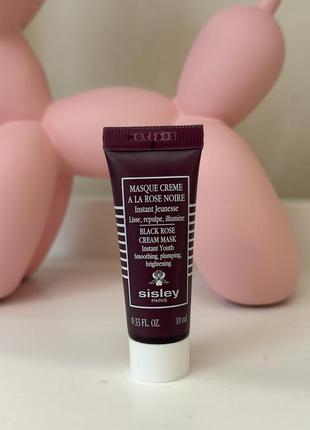 MASQUE CREME
A LA ROSE NOIRE
Instant Jeunesse
Lisse, repulpe, illumine
BLACK ROSE
CREAM MASK
Instant Youth
Smoothing, plumping,
brightening
sisley
PARIS
0.33 FL. OZ. 10 ml